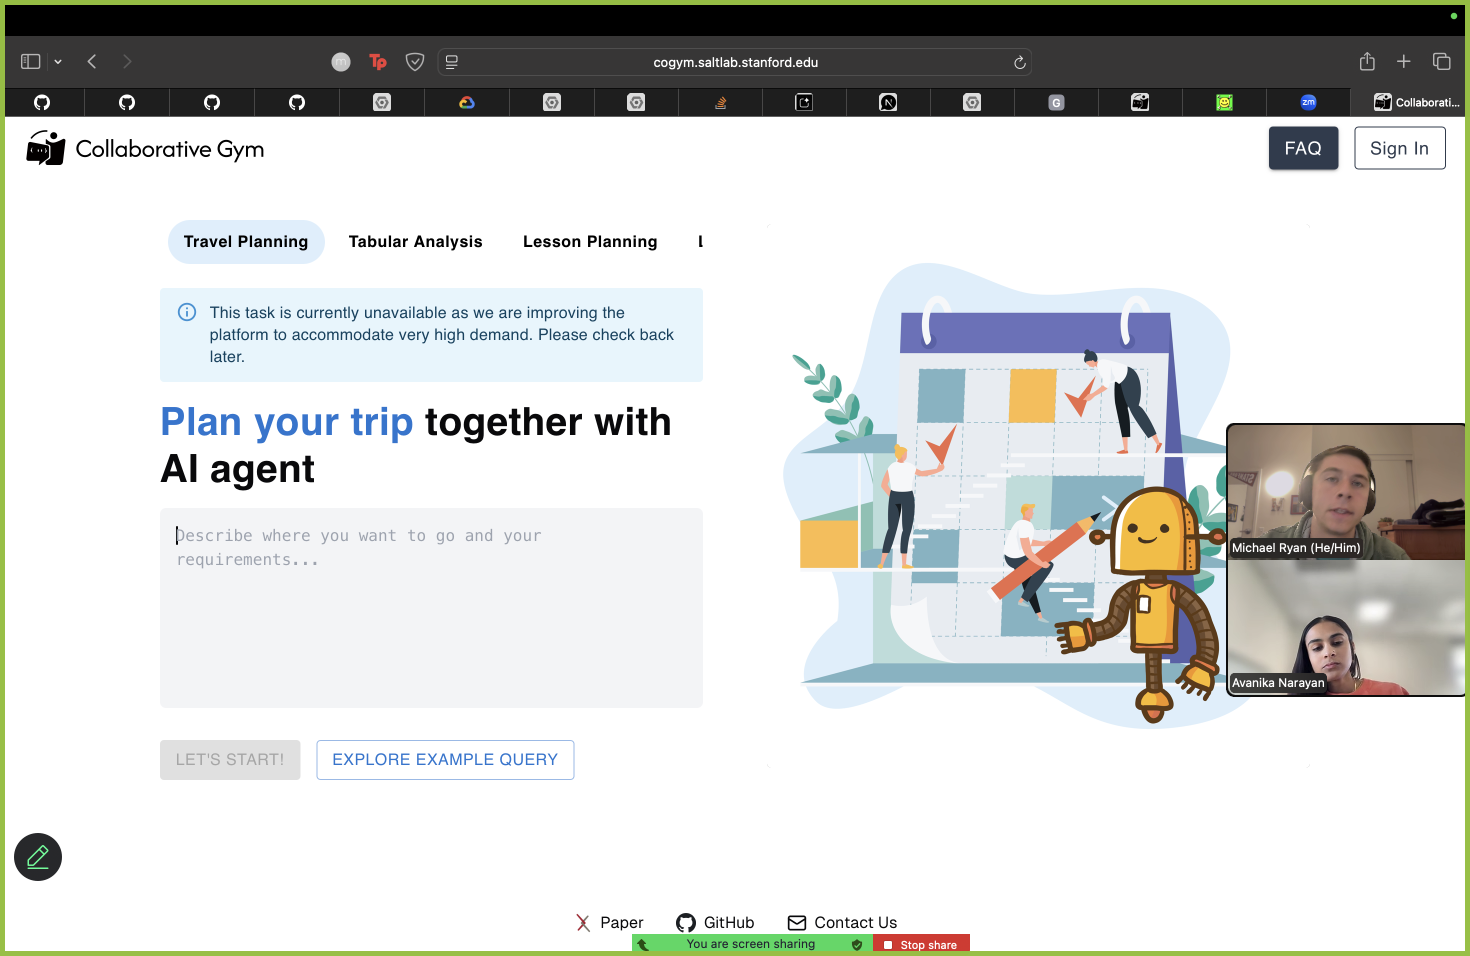 cogym.saltlab.stanford.edu
Collaborati...
Collaborative Gym
FAQ
Sign In
Travel Planning
Tabular Analysis
Lesson Planning
This task is currently unavailable as we are improving the
platform to accommodate very high demand. Please check back
later.
Plan your trip together with
AI agent
Describe where you want to go and your
requirements...
LET'S START!
EXPLORE EXAMPLE QUERY
Michael Ryan (He/Him)
Avanika Narayan
Paper
GitHub
Contact Us
You are screen sharing
Stop share